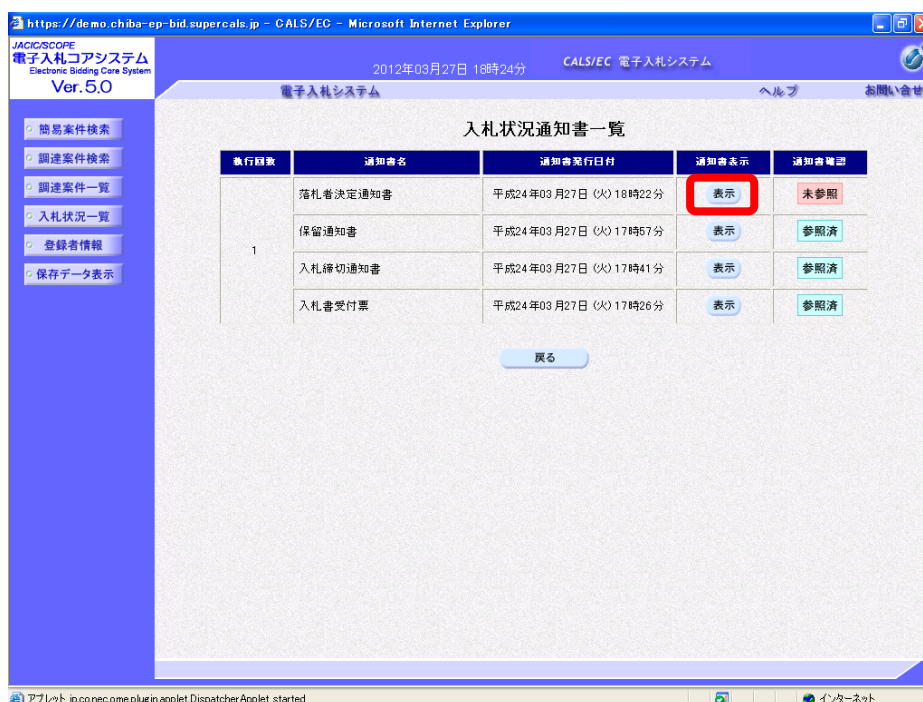 https://demo.chiba-ep-bid.supercals.jp - CALS/EC - Microsoft Internet Explorer
JACIC/SCOPE
電子入札コアシステム
Electronic Bidding Core System
Ver.5.0
2012年03月27日 18時24分
CALS/EC 電子入札システム
電子入札システム
ヘルプ
お問い合せ
簡易案件検索
調達案件検索
調達案件一覧
入札状況一覧
登録者情報
保存データ表示
入札状況通知書一覧
執行回数 通知書名 通知書発行日付 通知書表示 通知書確認
1
落札者決定通知書 平成24年03月27日 (火) 18時22分 表示 未参照
保留通知書 平成24年03月27日 (火) 17時57分 表示 参照済
入札締切通知書 平成24年03月27日 (火) 17時41分 表示 参照済
入札書受付票 平成24年03月27日 (火) 17時26分 表示 参照済
戻る
アプレット jp.co.nec.ome.plugin.applet.DispatcherApplet started
インターネット